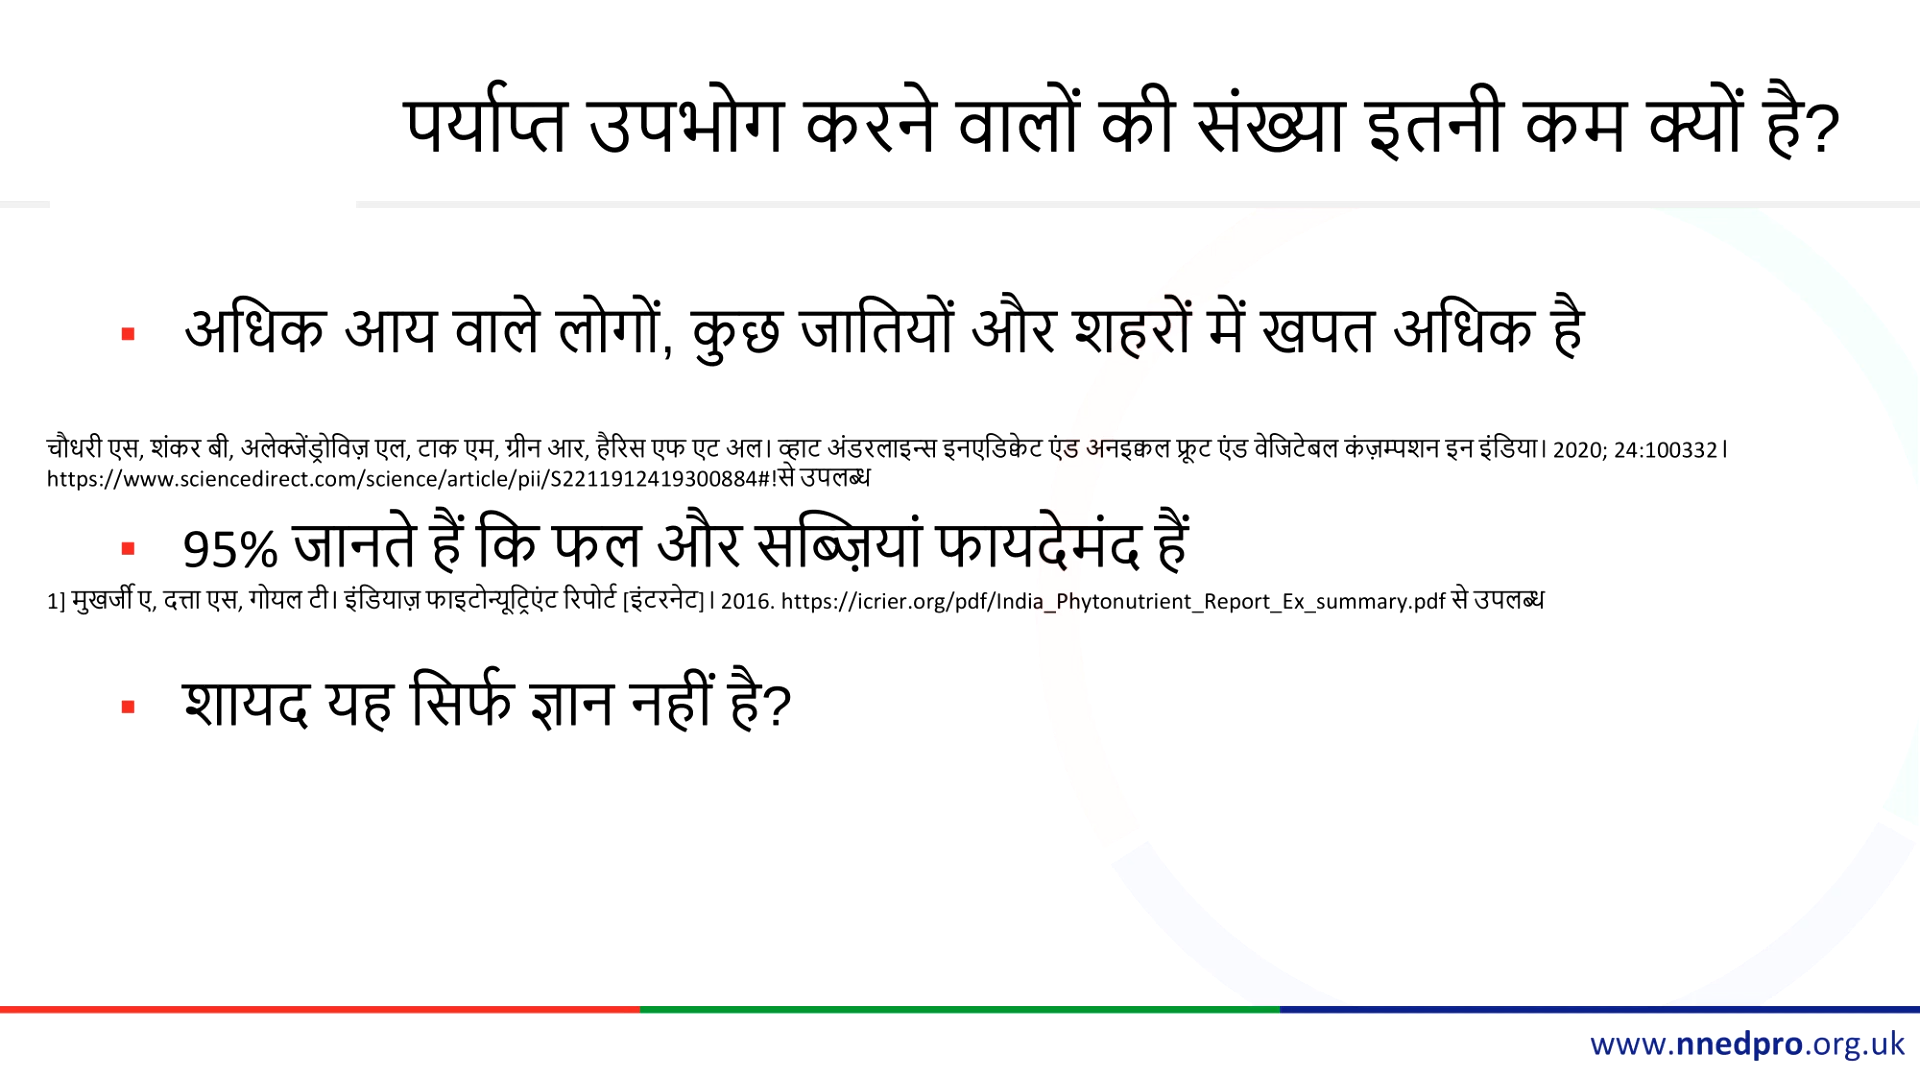 पर्याप्त उपभोग करने वालों की संख्या इतनी कम क्यों है?
▪ अधिक आय वाले लोगों, कुछ जातियों और शहरों में खपत अधिक है
चौधरी एस, शंकर बी, अलेक्जेंड्रोविज़ एल, टाक एम, ग्रीन आर, हैरिस एफ एट अल। व्हाट अंडरलाइन्स इनएडिकेट एंड अनइक्वल फ्रूट एंड वेजिटेबल कंज़म्पशन इन इंडिया। 2020; 24:100332।
https://www.sciencedirect.com/science/article/pii/S2211912419300884#!से उपलब्ध
▪ 95% जानते हैं कि फल और सब्ज़ियां फायदेमंद हैं
1] मुखर्जी ए, दत्ता एस, गोयल टी। इंडियाज़ फाइटोन्यूट्रिएंट रिपोर्ट [इंटरनेट]। 2016. https://icrier.org/pdf/India_Phytonutrient_Report_Ex_summary.pdf से उपलब्ध
▪ शायद यह सिर्फ ज्ञान नहीं है?
www.nnedpro.org.uk